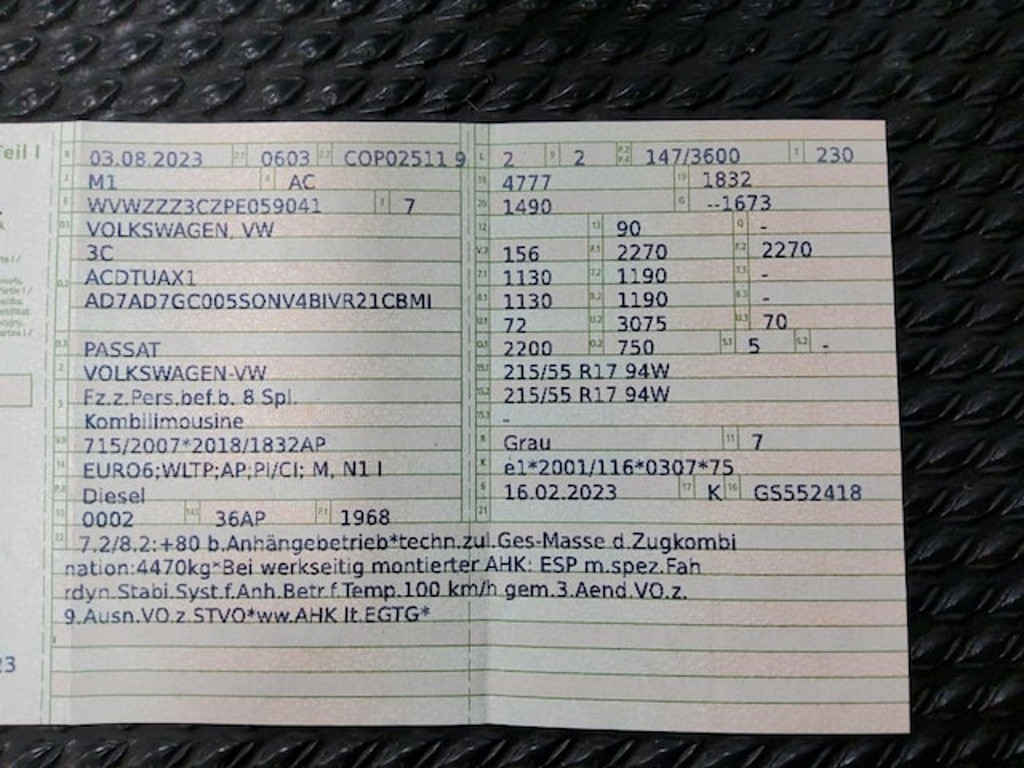 Teil I
03.08.2023 0603 COP02511 9
M1 AC
WVWZZZ3CZPE059041 7
VOLKSWAGEN, VW
3C
ACDTUAX1
AD7AD7GC005SONV4BIVR21CBMI
PASSAT
VOLKSWAGEN-VW
Fz.z.Pers.bef.b. 8 Spl.
Kombilimousine
715/2007*2018/1832AP
EURO6;WLTP;AP;PI/CI; M, N1 I
Diesel
0002 36AP 1968
2 2 147/3600 230
4777 1832
1490 --1673
90 -
156 2270 2270
1130 1190 -
1130 1190 -
72 3075 70
2200 750 5 -
215/55 R17 94W
215/55 R17 94W
-
Grau 7
e1*2001/116*0307*75
16.02.2023 K GS552418
7.2/8.2:+80 b.Anhängebetrieb*techn.zul.Ges-Masse d.Zugkombi
nation:4470kg*Bei werkseitig montierter AHK: ESP m.spez.Fah
rdyn.Stabi.Syst.f.Anh.Betr.f.Temp.100 km/h gem.3.Aend.VO.z.
9.Ausn.VO.z.STVO*ww.AHK lt.EGTG*
23